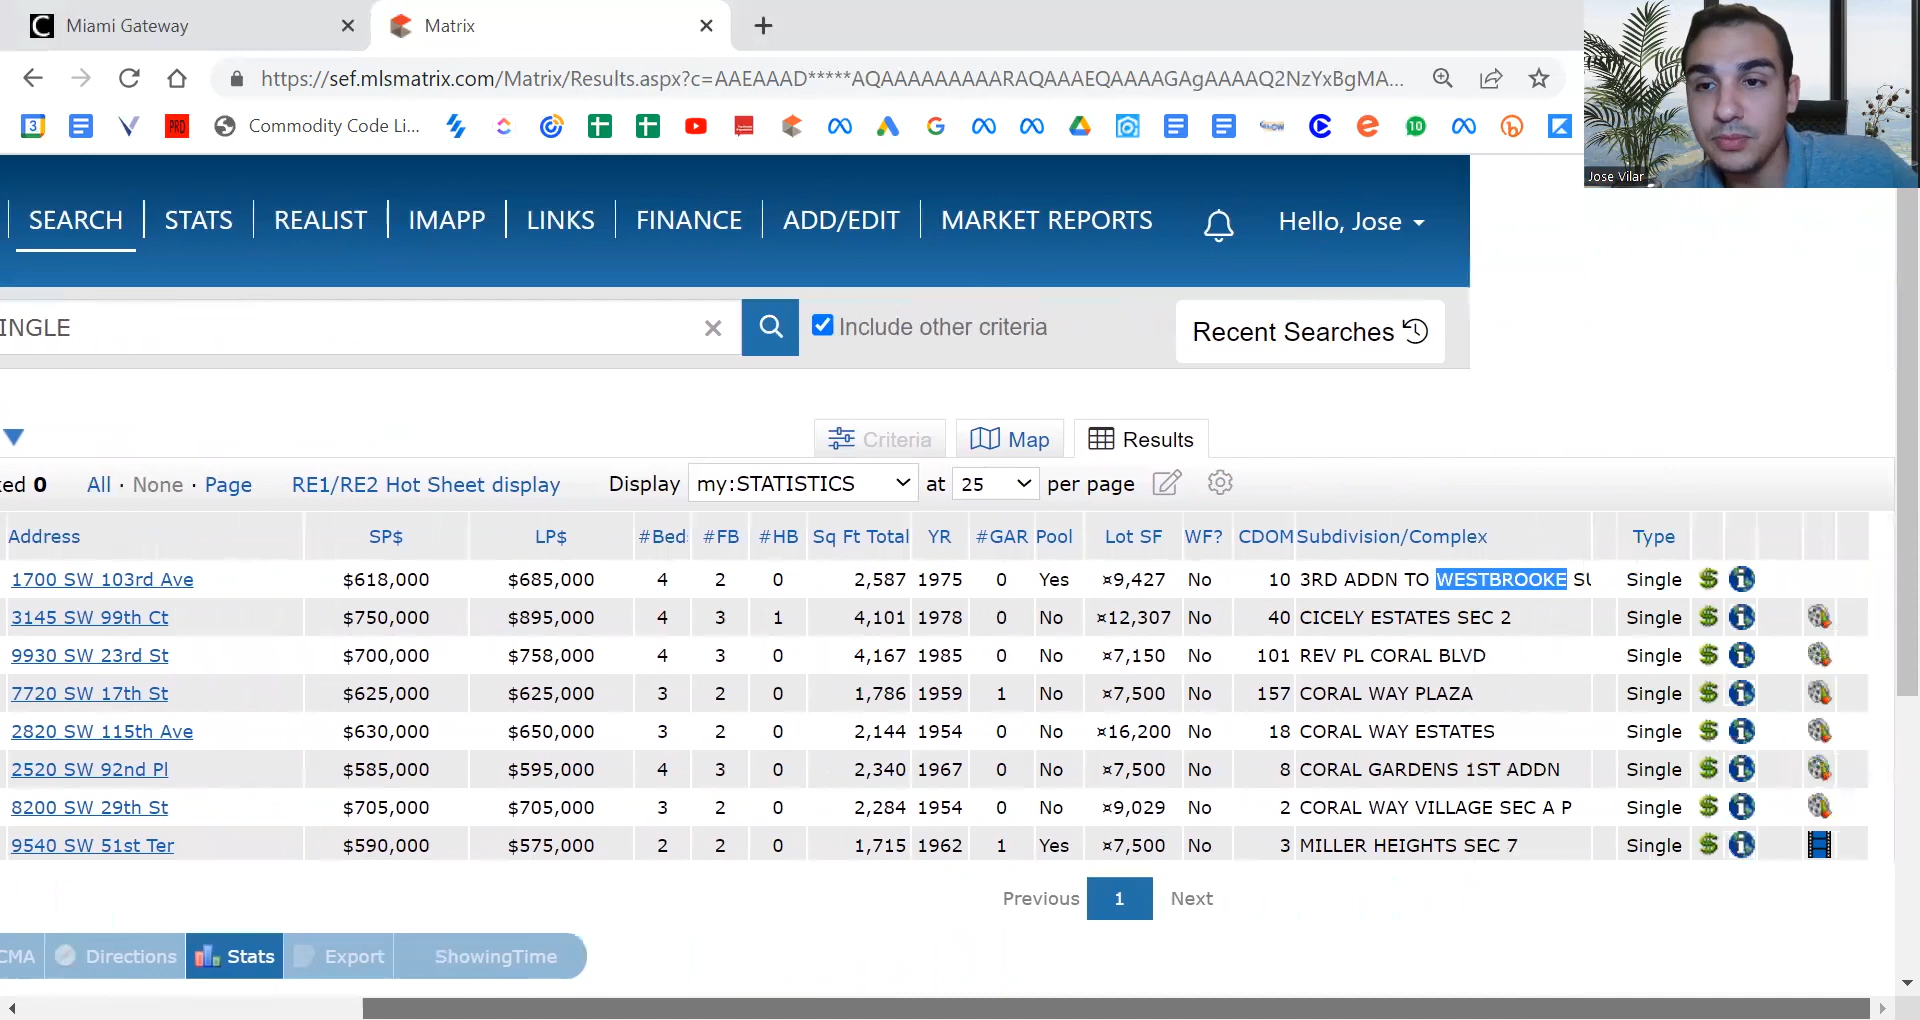 Miami Gateway
Matrix
https://sef.mlsmatrix.com/Matrix/Results.aspx?c=AAEAAAD*****AQAAAAAAAAARAQAAAEQAAAAGAgAAAAQ2NzYxBgMA...
3 PRD Commodity Code Li... 10
Jose Vilar
SEARCH STATS REALIST IMAPP LINKS FINANCE ADD/EDIT MARKET REPORTS Hello, Jose
INGLE Include other criteria Recent Searches
Criteria Map Results
ked 0 All · None · Page RE1/RE2 Hot Sheet display Display my:STATISTICS at 25 per page
Address SP$ LP$ #Bed #FB #HB Sq Ft Total YR #GAR Pool Lot SF WF? CDOM Subdivision/Complex Type
1700 SW 103rd Ave $618,000 $685,000 4 2 0 2,587 1975 0 Yes ¤9,427 No 10 3RD ADDN TO WESTBROOKE SU Single
3145 SW 99th Ct $750,000 $895,000 4 3 1 4,101 1978 0 No ¤12,307 No 40 CICELY ESTATES SEC 2 Single
9930 SW 23rd St $700,000 $758,000 4 3 0 4,167 1985 0 No ¤7,150 No 101 REV PL CORAL BLVD Single
7720 SW 17th St $625,000 $625,000 3 2 0 1,786 1959 1 No ¤7,500 No 157 CORAL WAY PLAZA Single
2820 SW 115th Ave $630,000 $650,000 3 2 0 2,144 1954 0 No ¤16,200 No 18 CORAL WAY ESTATES Single
2520 SW 92nd Pl $585,000 $595,000 4 3 0 2,340 1967 0 No ¤7,500 No 8 CORAL GARDENS 1ST ADDN Single
8200 SW 29th St $705,000 $705,000 3 2 0 2,284 1954 0 No ¤9,029 No 2 CORAL WAY VILLAGE SEC A P Single
9540 SW 51st Ter $590,000 $575,000 2 2 0 1,715 1962 1 Yes ¤7,500 No 3 MILLER HEIGHTS SEC 7 Single
Previous 1 Next
CMA Directions Stats Export ShowingTime